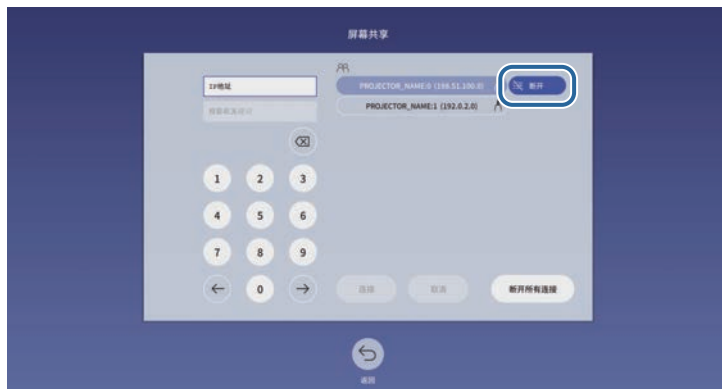 屏幕共享
IP地址
PROJECTOR_NAME:0 (198.51.100.0)
断开
PROJECTOR_NAME:1 (192.0.2.0)
1 2 3
4 5 6
7 8 9
0
连接 取消 断开所有连接
返回